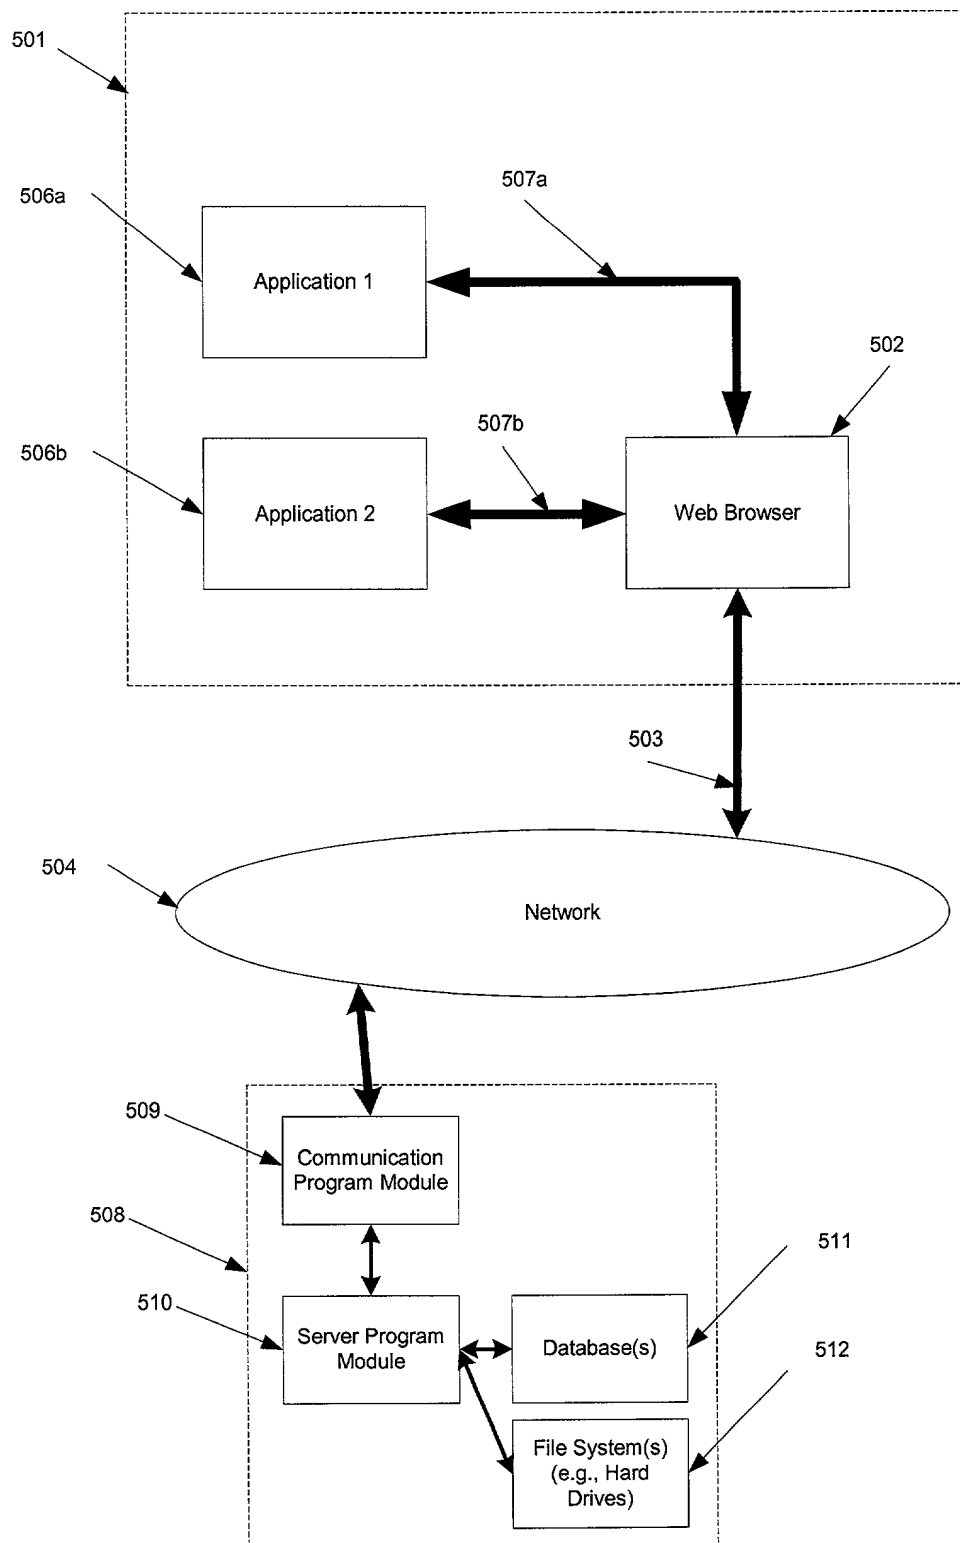 501
506a
507a
Application 1
502
507b
506b
Application 2
Web Browser
503
504
Network
509
Communication
Program Module
508
511
510
Server Program
Module
Database(s)
512
File System(s)
(e.g., Hard
Drives)